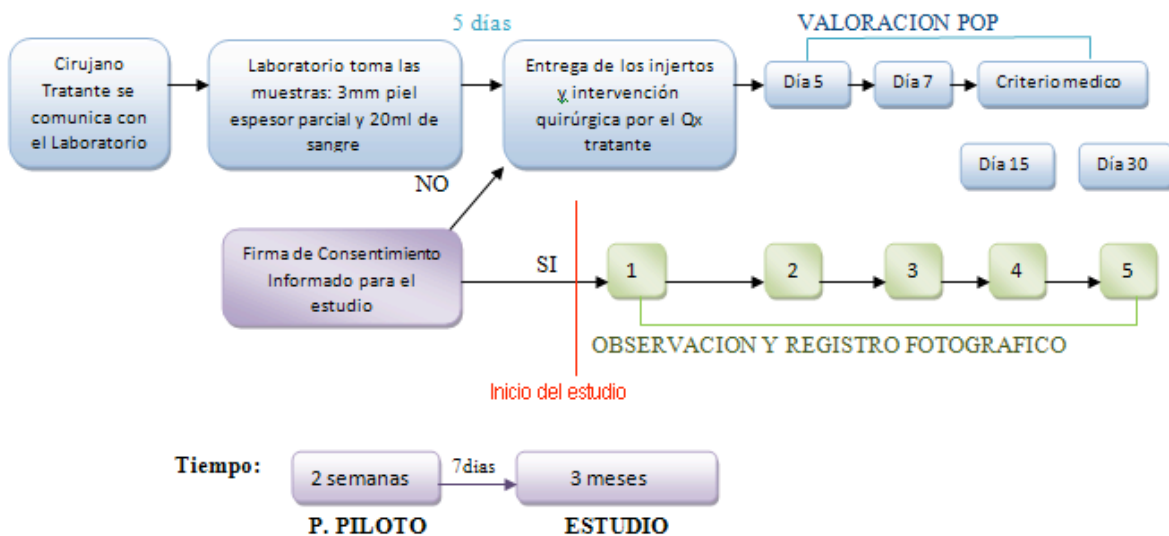 5 días
VALORACION POP
Cirujano
Tratante se
comunica con
el Laboratorio
Laboratorio toma las
muestras: 3mm piel
espesor parcial y 20ml de
sangre
Entrega de los injertos
y intervención
quirúrgica por el Qx
tratante
Día 5
Día 7
Criterio medico
Día 15
Día 30
NO
Firma de Consentimiento
Informado para el
estudio
SI
1
2
3
4
5
OBSERVACION Y REGISTRO FOTOGRAFICO
Inicio del estudio
Tiempo:
2 semanas
7dias
3 meses
P. PILOTO
ESTUDIO